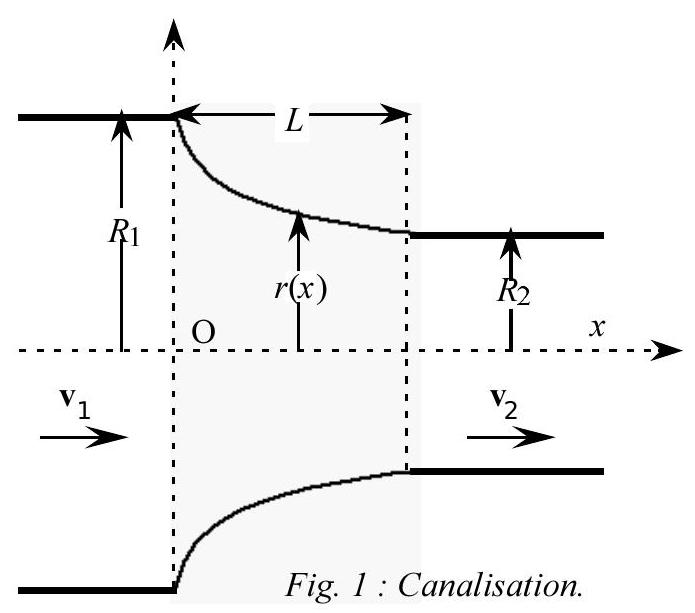 L
R1
r(x)
R2
O
x
v1
v2
Fig. 1 : Canalisation.